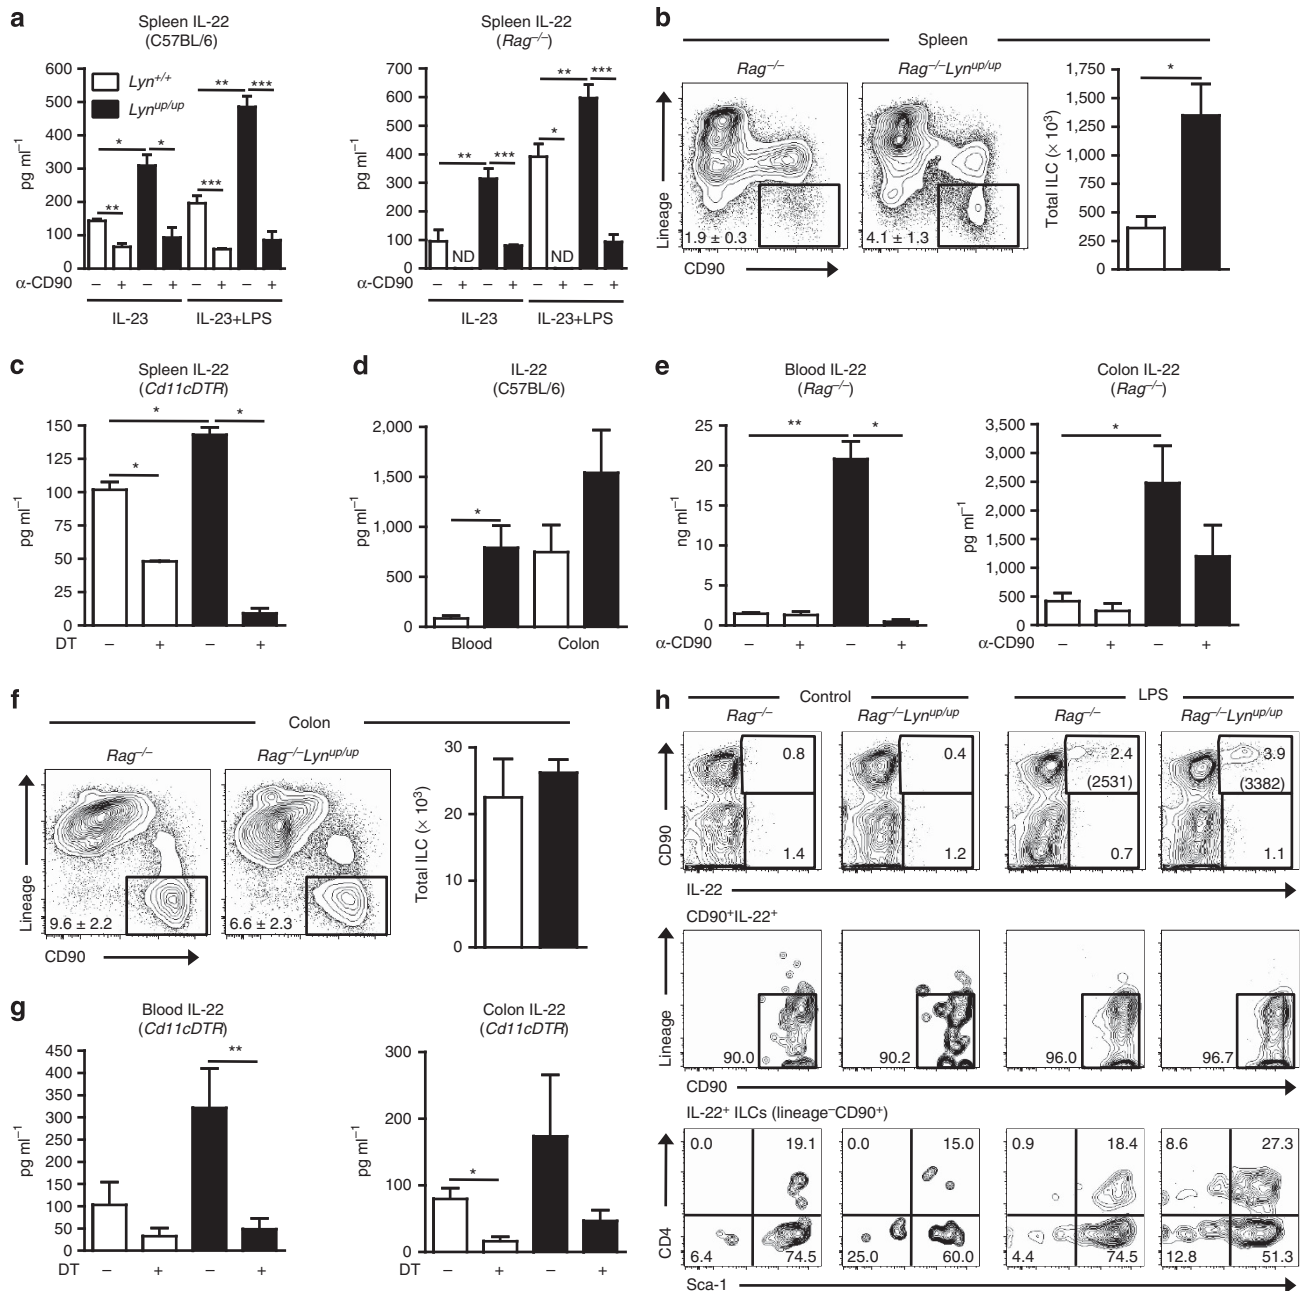 a
Spleen IL-22
(C57BL/6)
Lyn+/+
Lynup/up
pg ml−1
700
600
500
400
300
200
100
0
* * ** *** ** ***
α-CD90 − + − + − + − +
IL-23 IL-23+LPS
Spleen IL-22
(Rag−/−)
pg ml−1
700
600
500
400
300
200
100
0
** *** * ** ***
ND ND
α-CD90 − + − + − + − +
IL-23 IL-23+LPS
b
Spleen
Rag−/− Rag−/−Lynup/up
Lineage
1.9 ± 0.3 4.1 ± 1.3
CD90
Total ILC (× 10³)
1,750
1,500
1,250
1,000
750
500
250
0
*
c
Spleen IL-22
(Cd11cDTR)
pg ml−1
150
125
100
75
50
25
0
* * *
DT − + − +
d
IL-22
(C57BL/6)
pg ml−1
2,000
1,500
1,000
500
0
*
Blood Colon
e
Blood IL-22
(Rag−/−)
ng ml−1
25
20
15
10
5
0
** *
α-CD90 − + − +
Colon IL-22
(Rag−/−)
pg ml−1
3,500
3,000
2,500
2,000
1,500
1,000
500
0
*
α-CD90 − + − +
f
Colon
Rag−/− Rag−/−Lynup/up
Lineage
9.6 ± 2.2 6.6 ± 2.3
CD90
Total ILC (× 10³)
30
20
10
0
g
Blood IL-22
(Cd11cDTR)
pg ml−1
450
400
350
300
250
200
150
100
50
0
**
DT − + − +
Colon IL-22
(Cd11cDTR)
pg ml−1
300
200
100
0
*
DT − + − +
h
Control LPS
Rag−/− Rag−/−Lynup/up Rag−/− Rag−/−Lynup/up
CD90
0.8 0.4 2.4 3.9
(2531) (3382)
1.4 1.2 0.7 1.1
IL-22
CD90+IL-22+
Lineage
90.0 90.2 96.0 96.7
CD90
IL-22+ ILCs (lineage−CD90+)
CD4
0.0 19.1 0.0 15.0 0.9 18.4 8.6 27.3
6.4 74.5 25.0 60.0 4.4 74.5 12.8 51.3
Sca-1